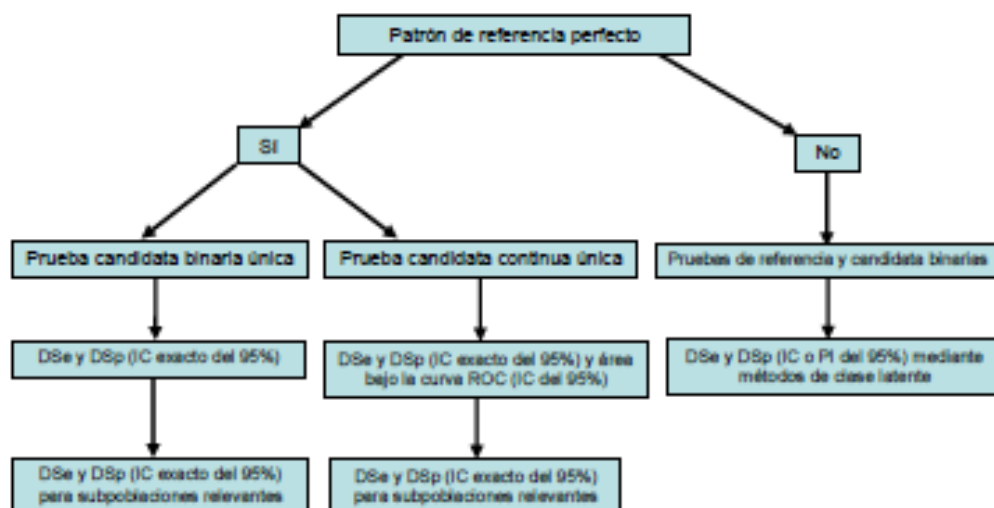 Patrón de referencia perfecto
Sí
No
Prueba candidata binaria única
Prueba candidata continua única
Pruebas de referencia y candidata binarias
DSe y DSp (IC exacto del 95%)
DSe y DSp (IC exacto del 95%) y área
bajo la curva ROC (IC del 95%)
DSe y DSp (IC o PI del 95%) mediante
métodos de clase latente
DSe y DSp (IC exacto del 95%)
para subpoblaciones relevantes
DSe y DSp (IC exacto del 95%)
para subpoblaciones relevantes